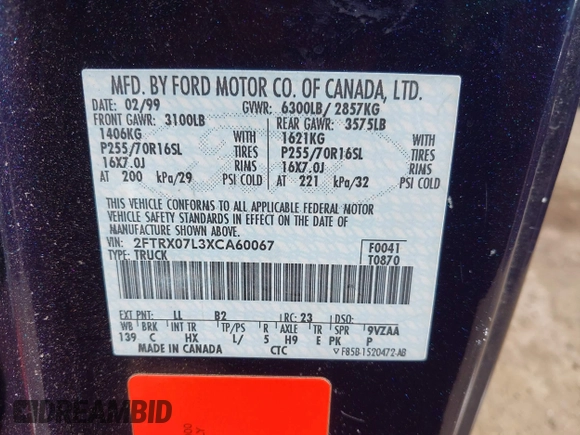 MFD. BY FORD MOTOR CO. OF CANADA, LTD.
DATE: 02/99 GVWR: 6300LB/ 2857KG
FRONT GAWR: 3100LB REAR GAWR: 3575LB
1406KG WITH 1621KG WITH
P255/70R16SL TIRES P255/70R16SL TIRES
16X7.0J RIMS 16X7.0J RIMS
AT 200 kPa/29 PSI COLD AT 221 kPa/32 PSI COLD
THIS VEHICLE CONFORMS TO ALL APPLICABLE FEDERAL MOTOR
VEHICLE SAFETY STANDARDS IN EFFECT ON THE DATE OF
MANUFACTURE SHOWN ABOVE.
VIN: 2FTRX07L3XCA60067 F0041
TYPE: TRUCK T0870
EXT PNT: LL B2 RC: 23 DSO:
WB BRK INT TR TP/PS R AXLE TR SPR 9VZAA
139 C HX L/ 5 H9 E PK P
MADE IN CANADA CTC F85B-1520472-AB
DREAMBID